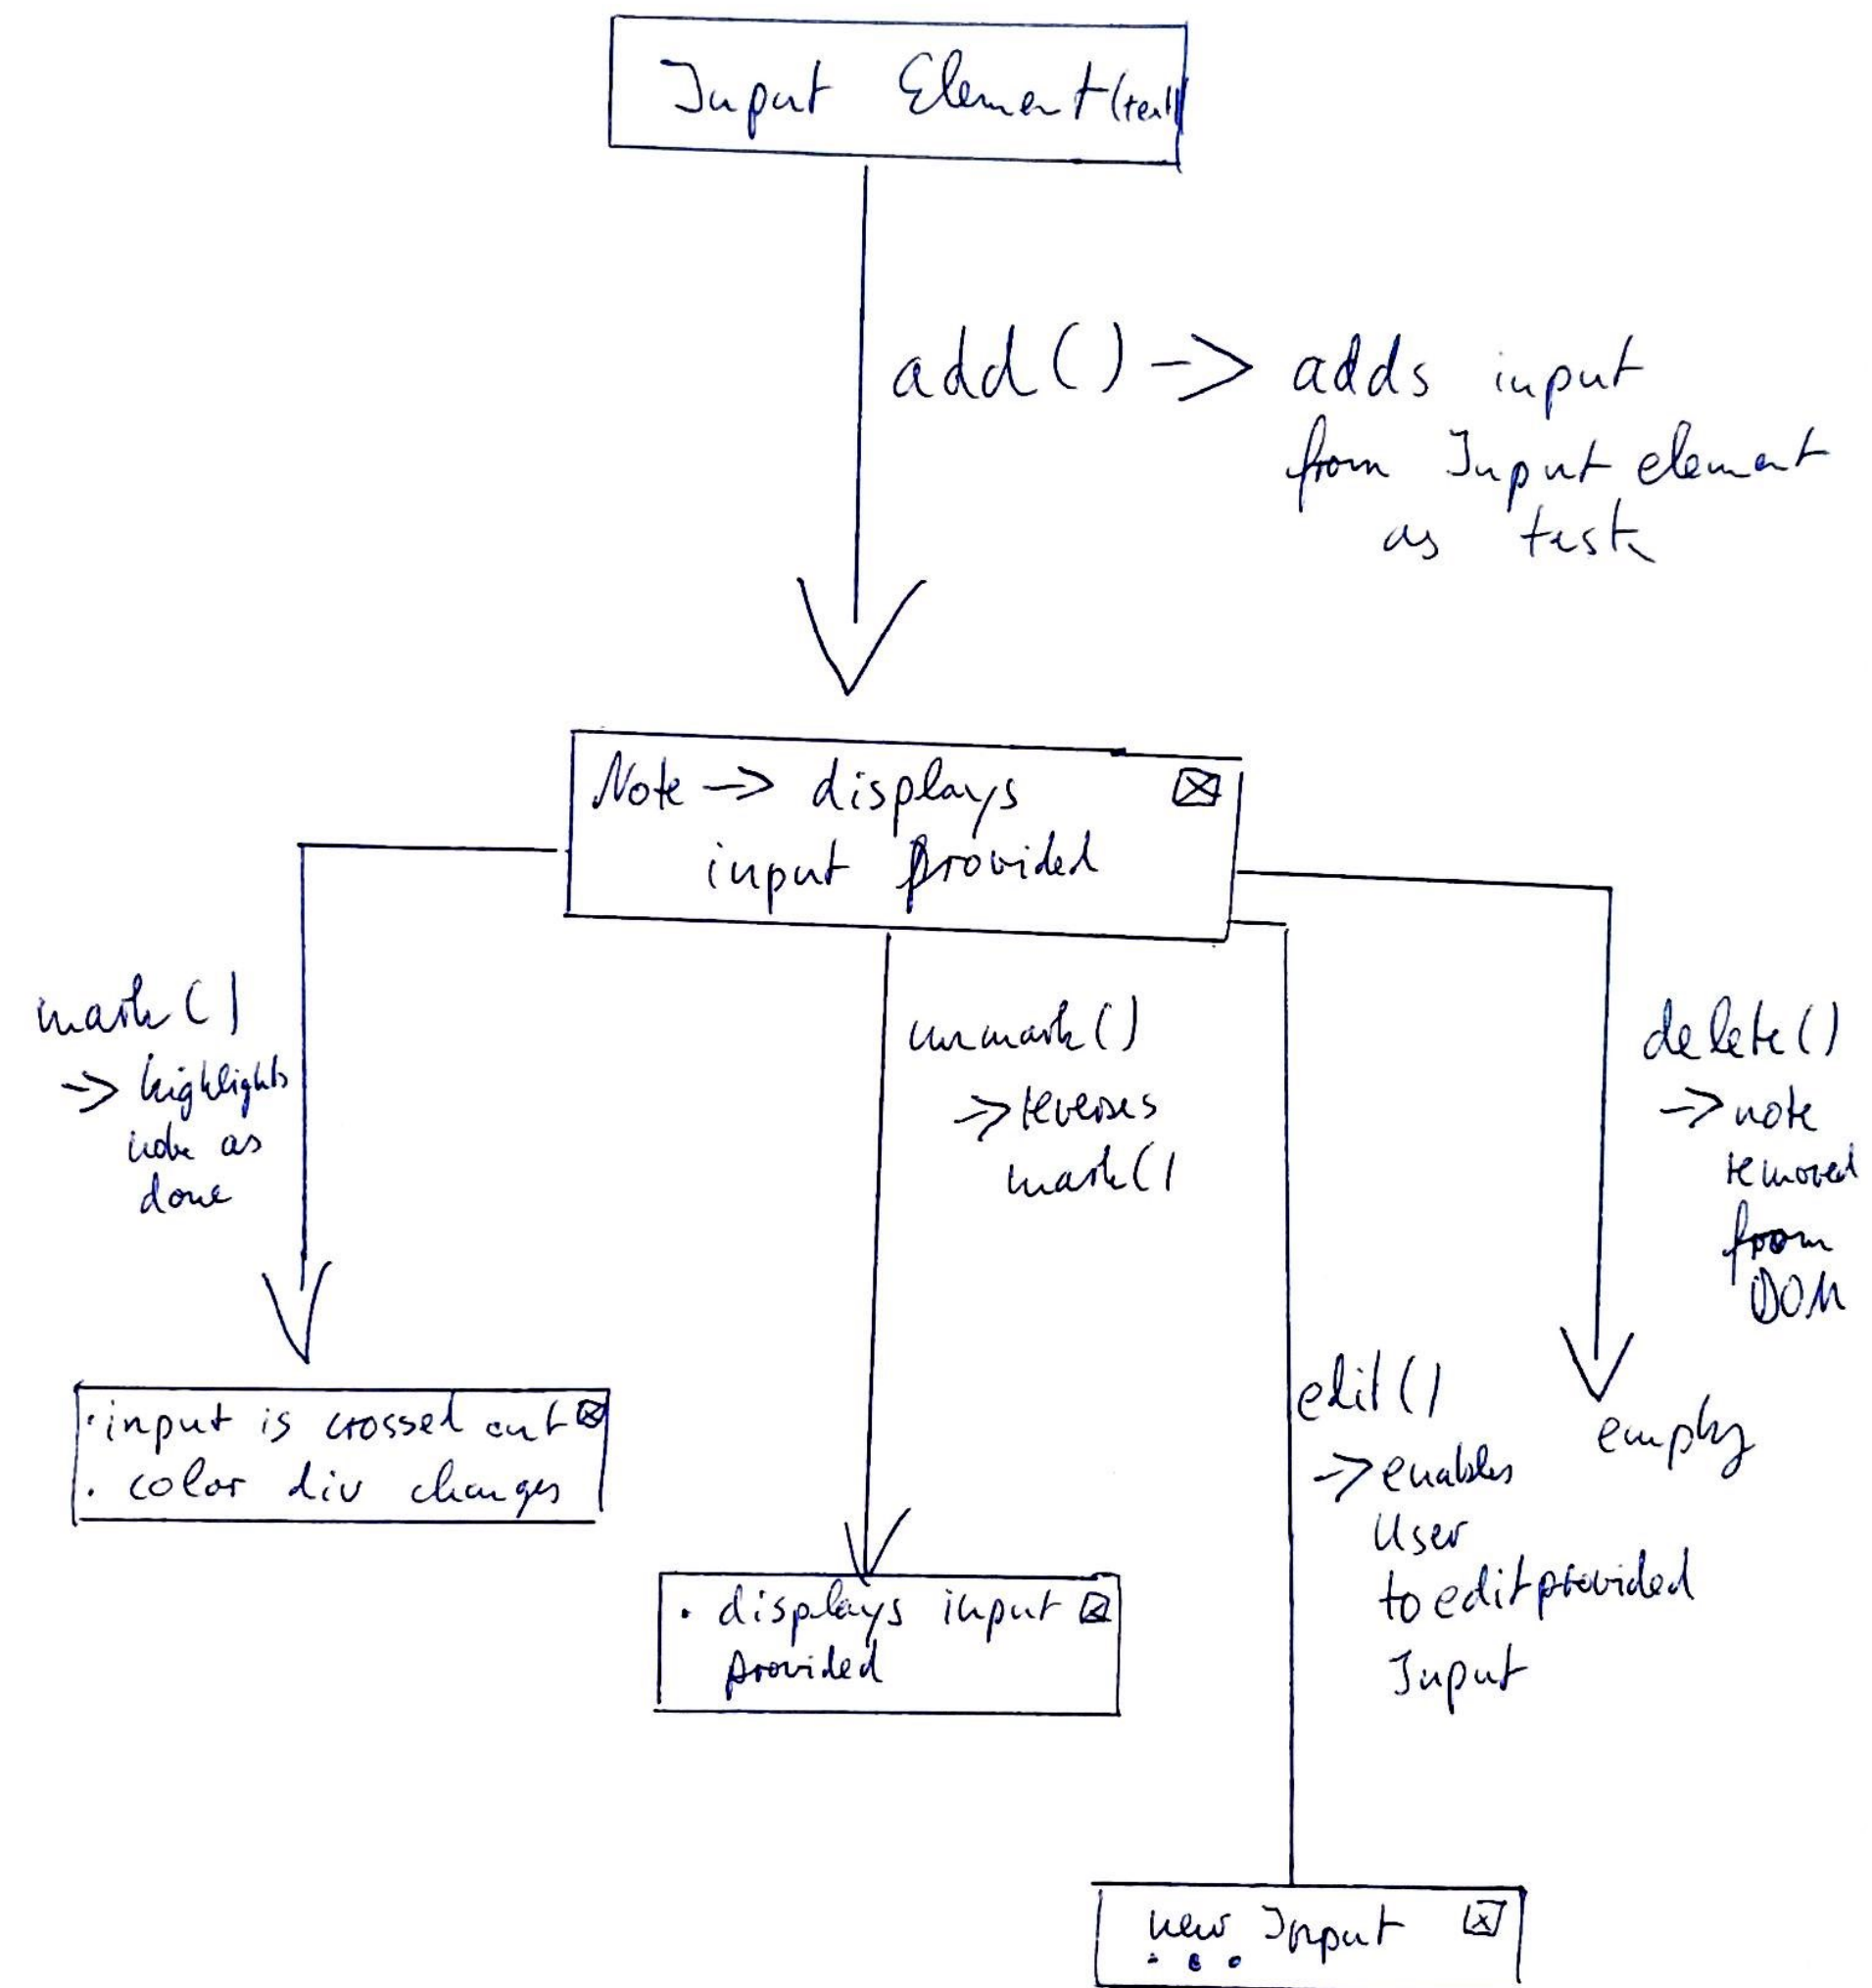 Input Element (text)
add() -> adds input
from Input element
as task
Note -> displays
input provided
mark()
-> highlights
note as
done
unmark()
-> reverses
mark()
delete()
-> note
removed
from
DOM
edit()
-> enables
User
to edit provided
Input
empty
· input is crossed out
· color div changes
· displays input
provided
new Input